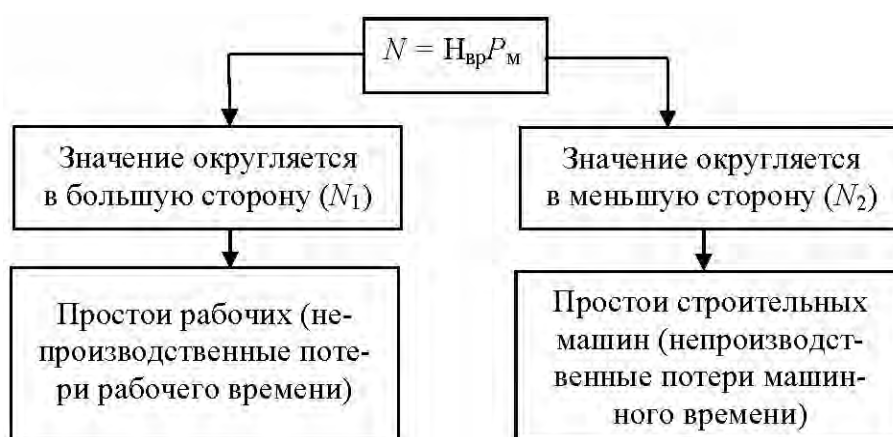 N = Н_вр P_м
Значение округляется
в большую сторону (N₁)
Значение округляется
в меньшую сторону (N₂)
Простои рабочих (не-
производственные поте-
ри рабочего времени)
Простои строительных
машин (непроизводст-
венные потери машин-
ного времени)